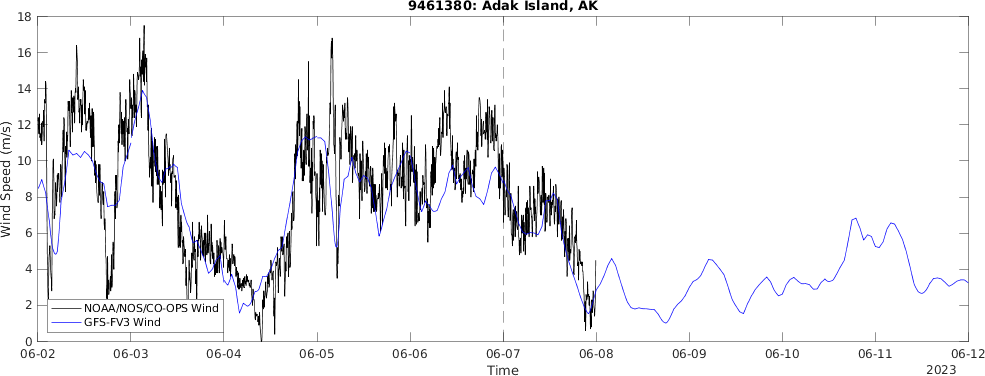 9461380: Adak Island, AK
Wind Speed (m/s)
18
16
14
12
10
8
6
4
2
0
NOAA/NOS/CO-OPS Wind
GFS-FV3 Wind
06-02 06-03 06-04 06-05 06-06 06-07 06-08 06-09 06-10 06-11 06-12
Time
2023